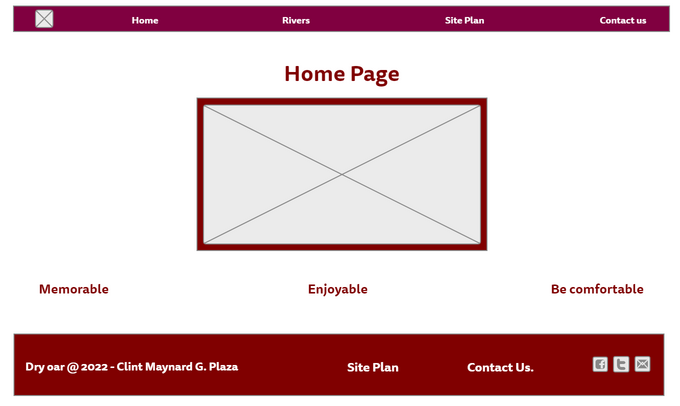 Home Rivers Site Plan Contact us
Home Page
Memorable Enjoyable Be comfortable
Dry oar @ 2022 - Clint Maynard G. Plaza Site Plan Contact Us.